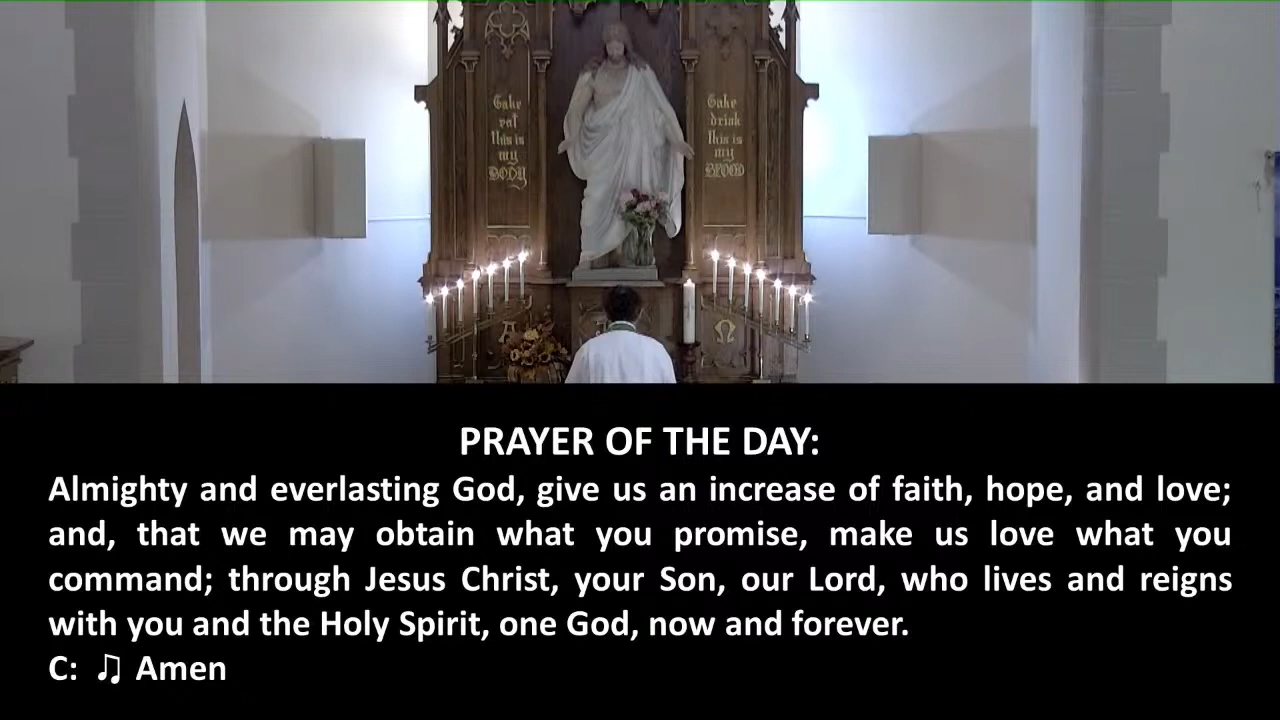 Take
eat
this is
my
BODY
Take
drink
this is
my
BLOOD
A
Ω
PRAYER OF THE DAY:
Almighty and everlasting God, give us an increase of faith, hope, and love;
and, that we may obtain what you promise, make us love what you
command; through Jesus Christ, your Son, our Lord, who lives and reigns
with you and the Holy Spirit, one God, now and forever.
C: ♫ Amen